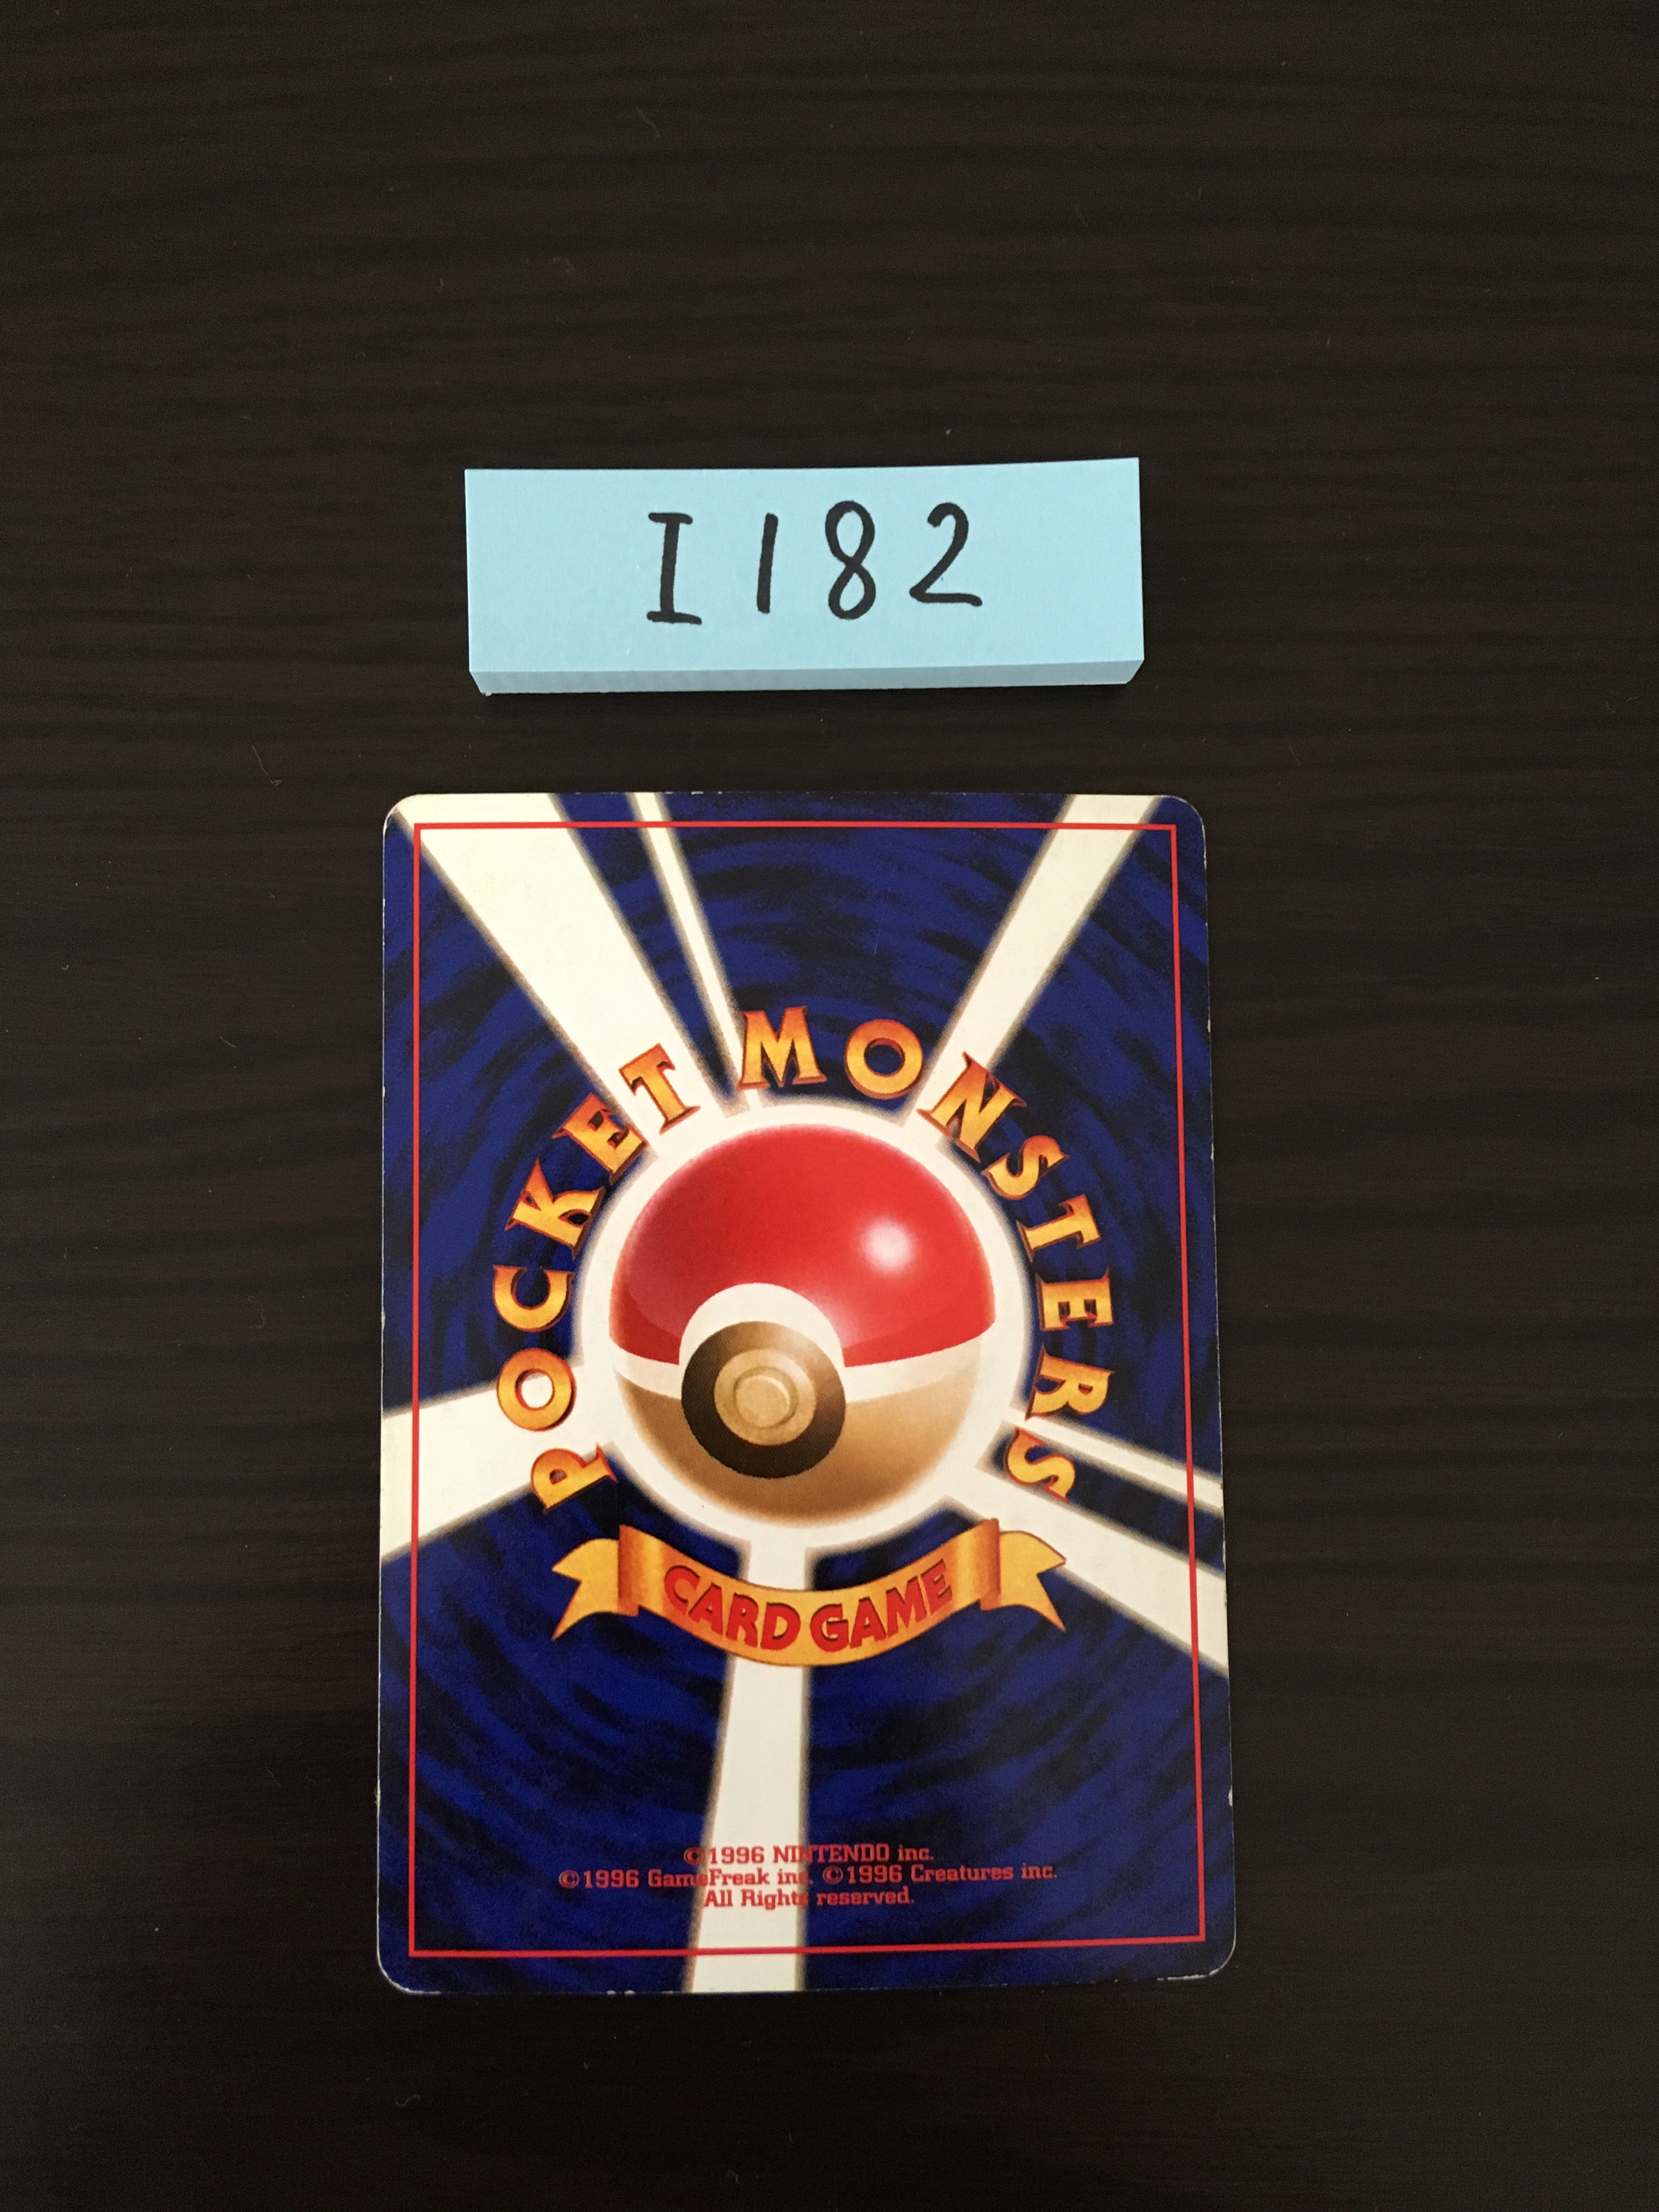 I182
POCKET MONSTERS
CARD GAME
©1996 NINTENDO inc.
©1996 GameFreak inc. ©1996 Creatures inc.
All Rights reserved.